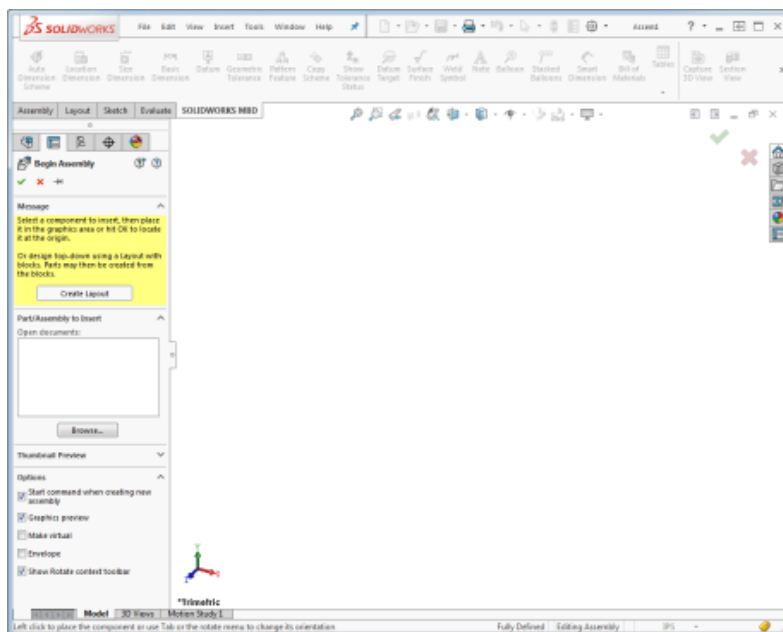 SOLIDWORKS File Edit View Insert Tools Window Help Assem1 ?
Auto Dimension Scheme
Location Dimension
Size Dimension
Basic Dimension
Datum
Geometric Tolerance
Pattern Feature
Copy Scheme
Show Tolerance Status
Datum Target
Surface Finish
Weld Symbol
Note
Balloon
Stacked Balloons
Smart Dimension
Bill of Materials
Tables
Capture 3D View
Section View
Assembly Layout Sketch Evaluate SOLIDWORKS MBD
Begin Assembly
Message
Select a component to insert, then place
it in the graphics area or hit OK to locate
it at the origin.
Or design top-down using a Layout with
blocks. Parts may then be created from
the blocks.
Create Layout
Part/Assembly to Insert
Open documents:
Browse...
Thumbnail Preview
Options
Start command when creating new
assembly
Graphics preview
Make virtual
Envelope
Show Rotate context toolbar
*Trimetric
Model 3D Views Motion Study 1
Left click to place the component or use Tab or the rotate menu to change its orientation Fully Defined Editing Assembly IPS